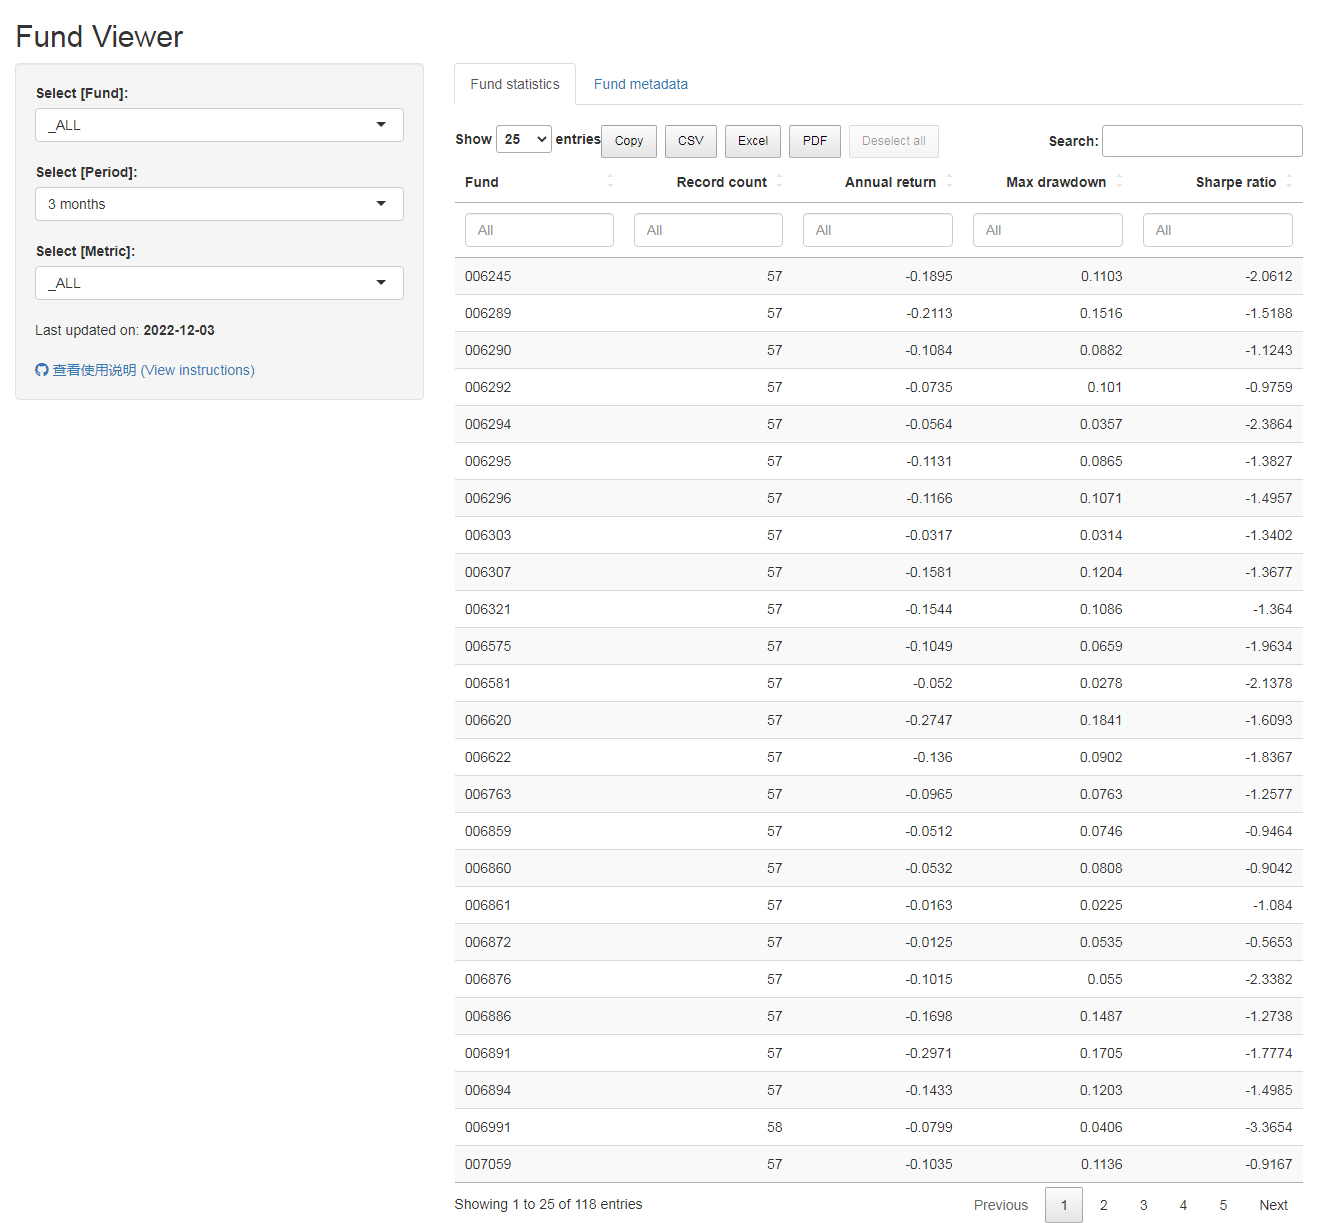 Fund Viewer
Select [Fund]:
_ALL
Select [Period]:
3 months
Select [Metric]:
_ALL
Last updated on: 2022-12-03
查看使用说明 (View instructions)
Fund statistics Fund metadata
Show 25 entries Copy CSV Excel PDF Deselect all Search:
Fund Record count Annual return Max drawdown Sharpe ratio
All All All All All
006245 57 -0.1895 0.1103 -2.0612
006289 57 -0.2113 0.1516 -1.5188
006290 57 -0.1084 0.0882 -1.1243
006292 57 -0.0735 0.101 -0.9759
006294 57 -0.0564 0.0357 -2.3864
006295 57 -0.1131 0.0865 -1.3827
006296 57 -0.1166 0.1071 -1.4957
006303 57 -0.0317 0.0314 -1.3402
006307 57 -0.1581 0.1204 -1.3677
006321 57 -0.1544 0.1086 -1.364
006575 57 -0.1049 0.0659 -1.9634
006581 57 -0.052 0.0278 -2.1378
006620 57 -0.2747 0.1841 -1.6093
006622 57 -0.136 0.0902 -1.8367
006763 57 -0.0965 0.0763 -1.2577
006859 57 -0.0512 0.0746 -0.9464
006860 57 -0.0532 0.0808 -0.9042
006861 57 -0.0163 0.0225 -1.084
006872 57 -0.0125 0.0535 -0.5653
006876 57 -0.1015 0.055 -2.3382
006886 57 -0.1698 0.1487 -1.2738
006891 57 -0.2971 0.1705 -1.7774
006894 57 -0.1433 0.1203 -1.4985
006991 58 -0.0799 0.0406 -3.3654
007059 57 -0.1035 0.1136 -0.9167
Showing 1 to 25 of 118 entries Previous 1 2 3 4 5 Next